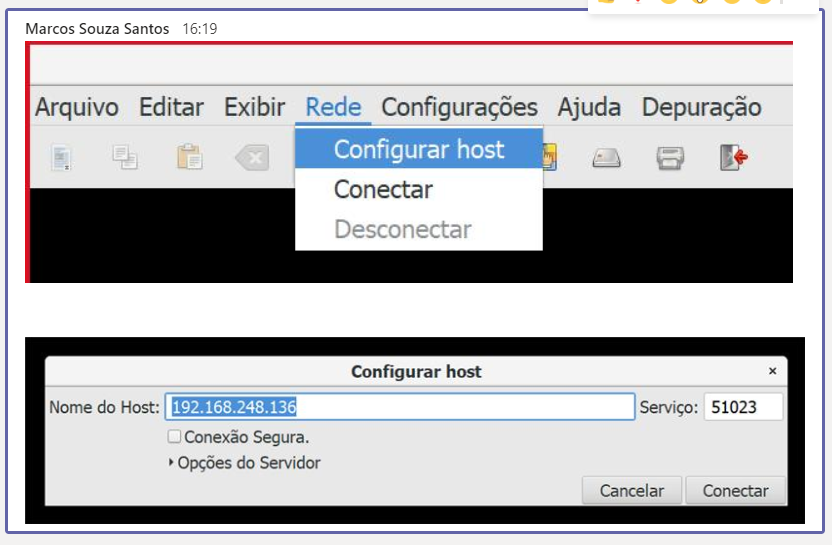 Marcos Souza Santos 16:19
Arquivo Editar Exibir Rede Configurações Ajuda Depuração
Configurar host
Conectar
Desconectar
Configurar host ×
Nome do Host: 192.168.248.136 Serviço: 51023
Conexão Segura.
Opções do Servidor
Cancelar Conectar